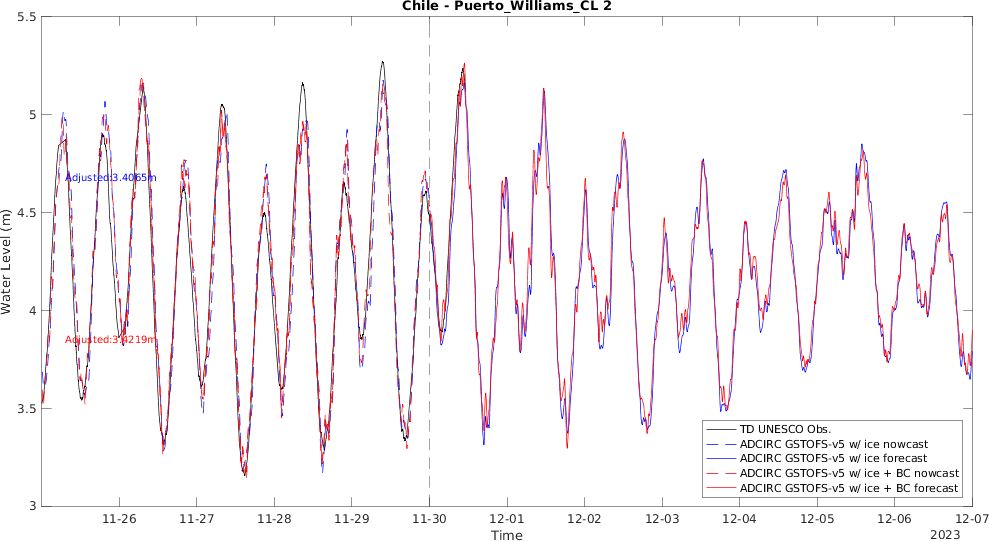 Chile - Puerto_Williams_CL 2
5.5
5
4.5
4
3.5
3
Water Level (m)
Adjusted:3.4065m
Adjusted:3.4219m
TD UNESCO Obs.
ADCIRC GSTOFS-v5 w/ ice nowcast
ADCIRC GSTOFS-v5 w/ ice forecast
ADCIRC GSTOFS-v5 w/ ice + BC nowcast
ADCIRC GSTOFS-v5 w/ ice + BC forecast
11-26 11-27 11-28 11-29 11-30 12-01 12-02 12-03 12-04 12-05 12-06 12-07
Time
2023